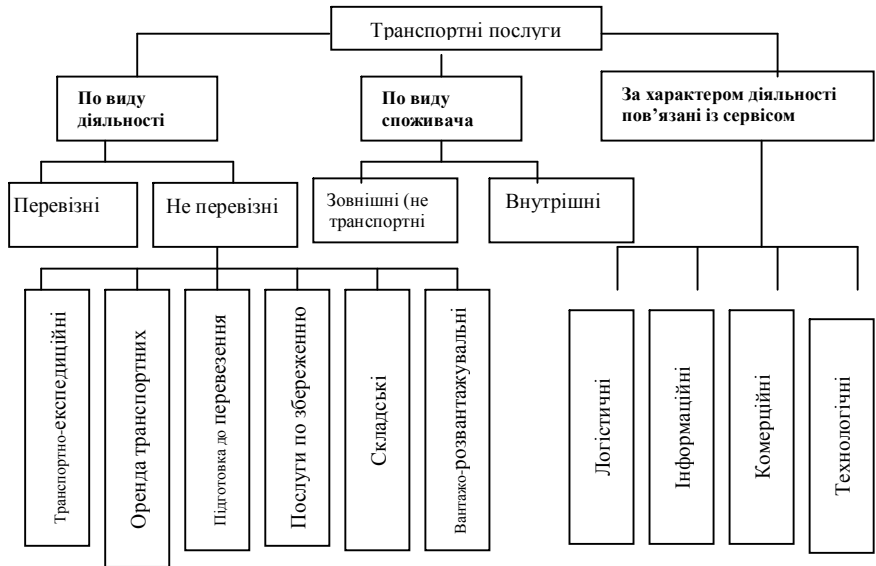 Транспортні послуги
По виду
діяльності
По виду
споживача
За характером діяльності
пов’язані із сервісом
Перевізні
Не перевізні
Зовнішні (не
транспортні
Внутрішні
Транспортно-експедиційні
Оренда транспортних
Підготовка до перевезення
Послуги по збереженню
Складські
Вантажо-розвантажувальні
Логістичні
Інформаційні
Комерційні
Технологічні